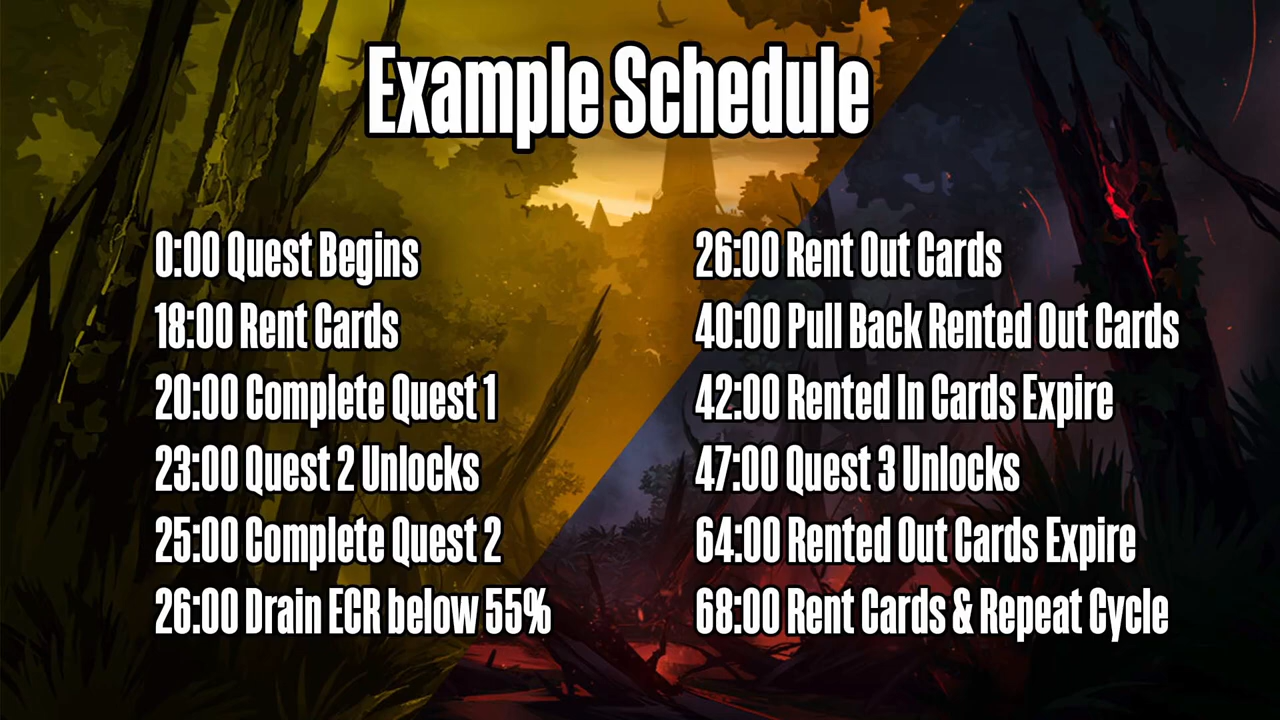 Example Schedule
0:00 Quest Begins
18:00 Rent Cards
20:00 Complete Quest 1
23:00 Quest 2 Unlocks
25:00 Complete Quest 2
26:00 Drain ECR below 55%
26:00 Rent Out Cards
40:00 Pull Back Rented Out Cards
42:00 Rented In Cards Expire
47:00 Quest 3 Unlocks
64:00 Rented Out Cards Expire
68:00 Rent Cards & Repeat Cycle